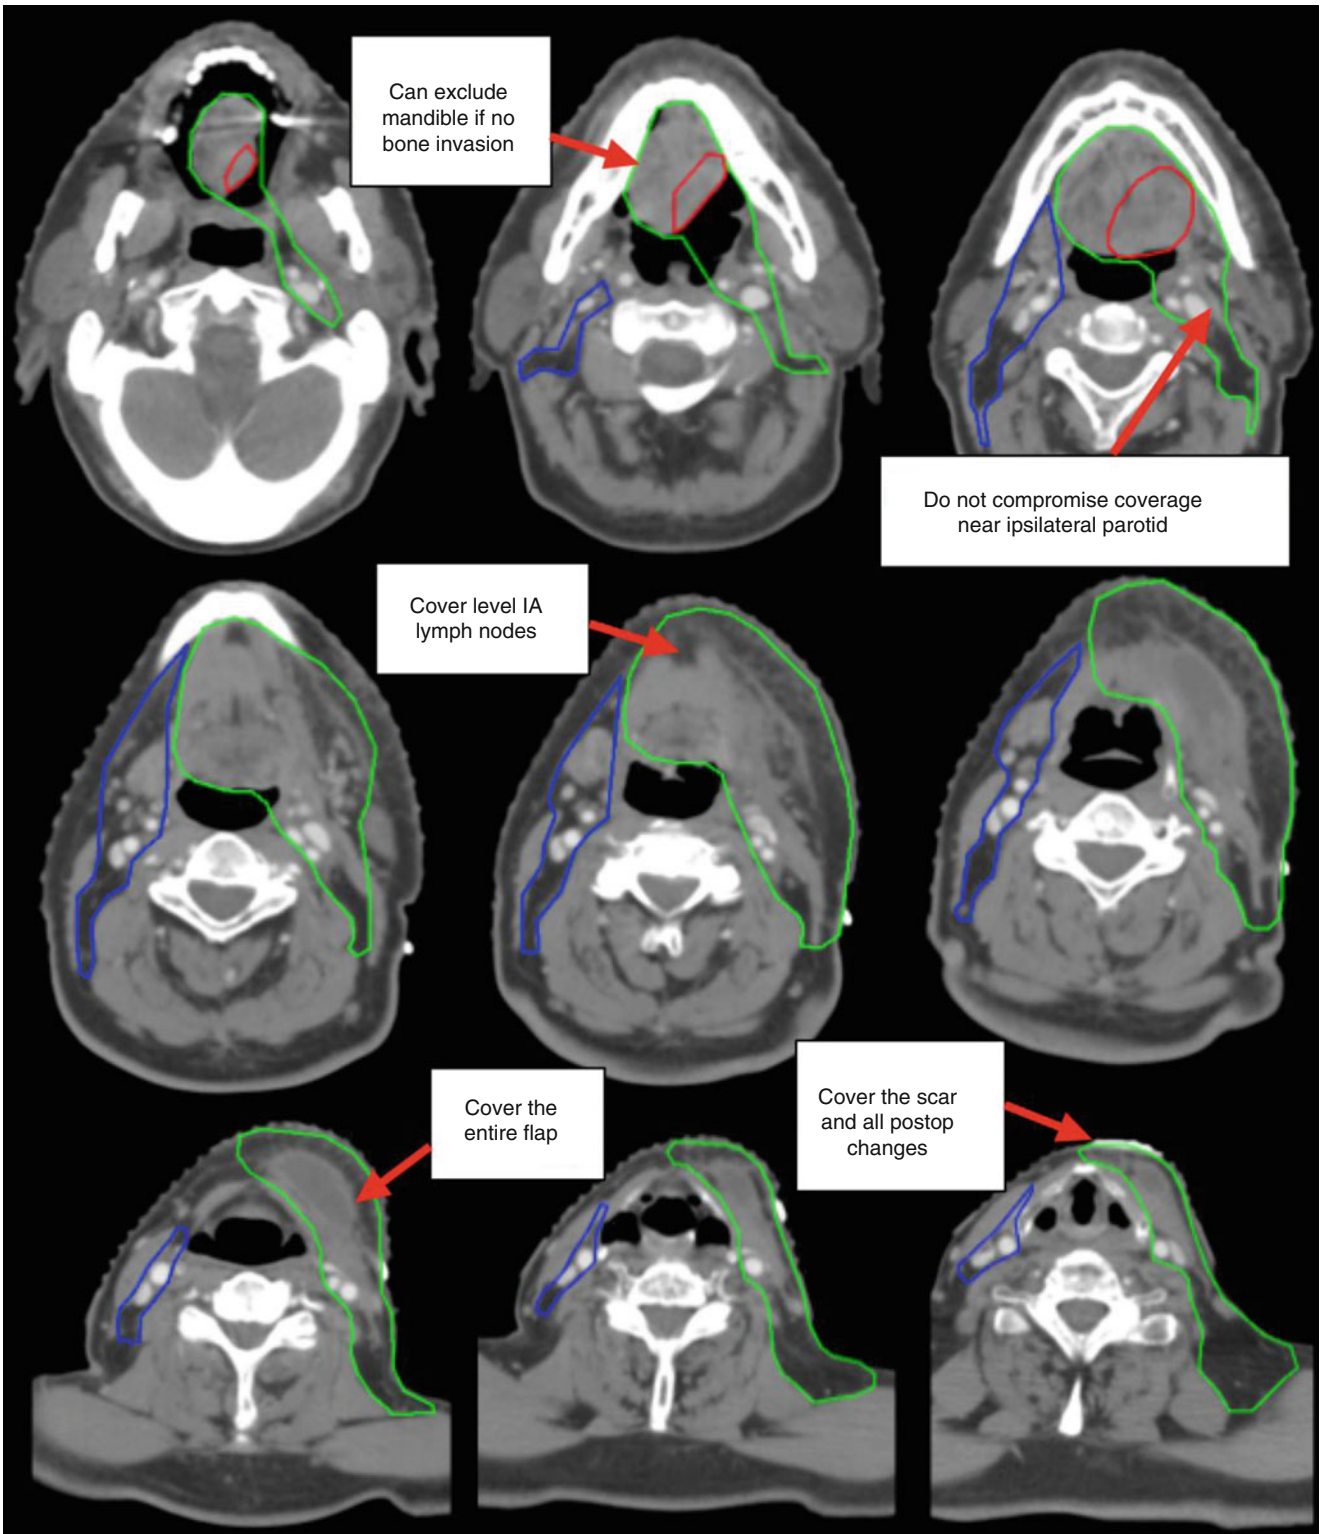 Can exclude
mandible if no
bone invasion
Do not compromise coverage
near ipsilateral parotid
Cover level IA
lymph nodes
Cover the
entire flap
Cover the scar
and all postop
changes